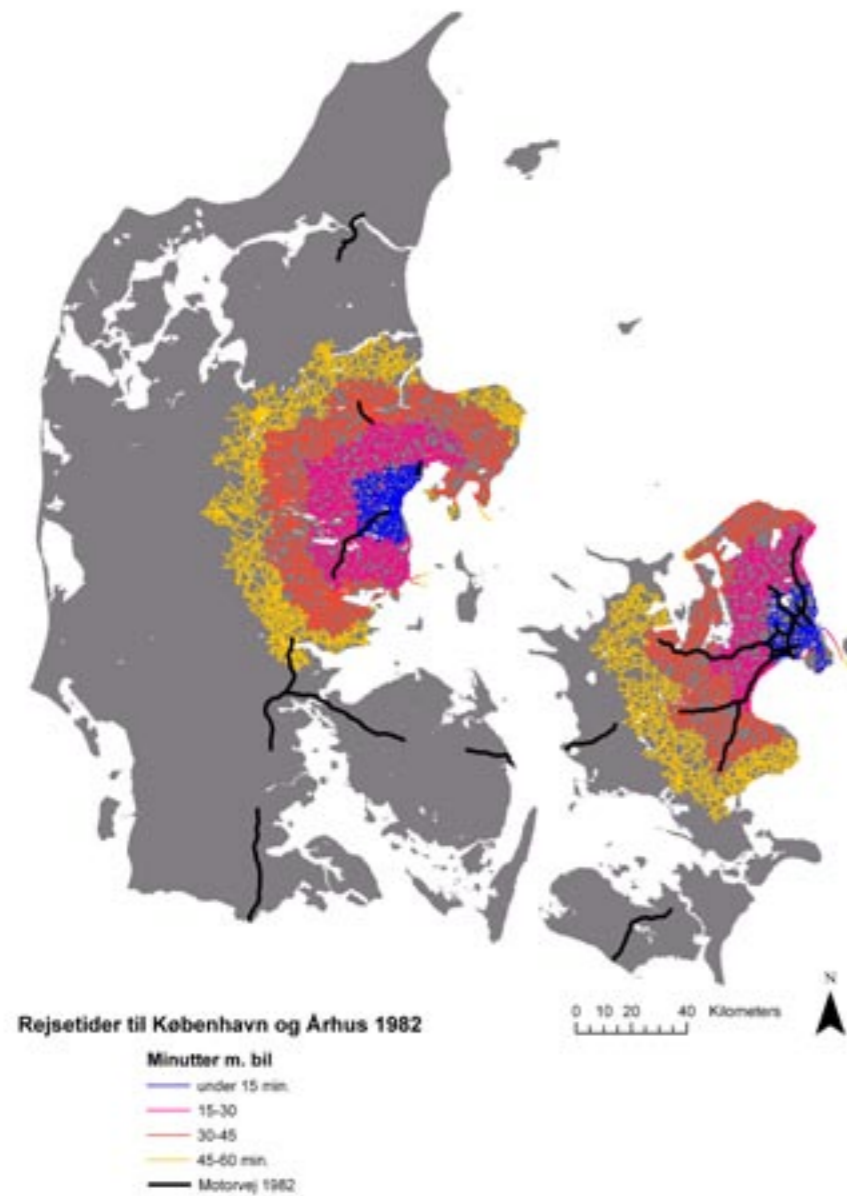 N
0 20 40 Kilometers
Rejsetider til København og Århus 1982
Minutter m. bil
under 15 min.
15-30
30-45
45-60 min.
Motorvej 1982